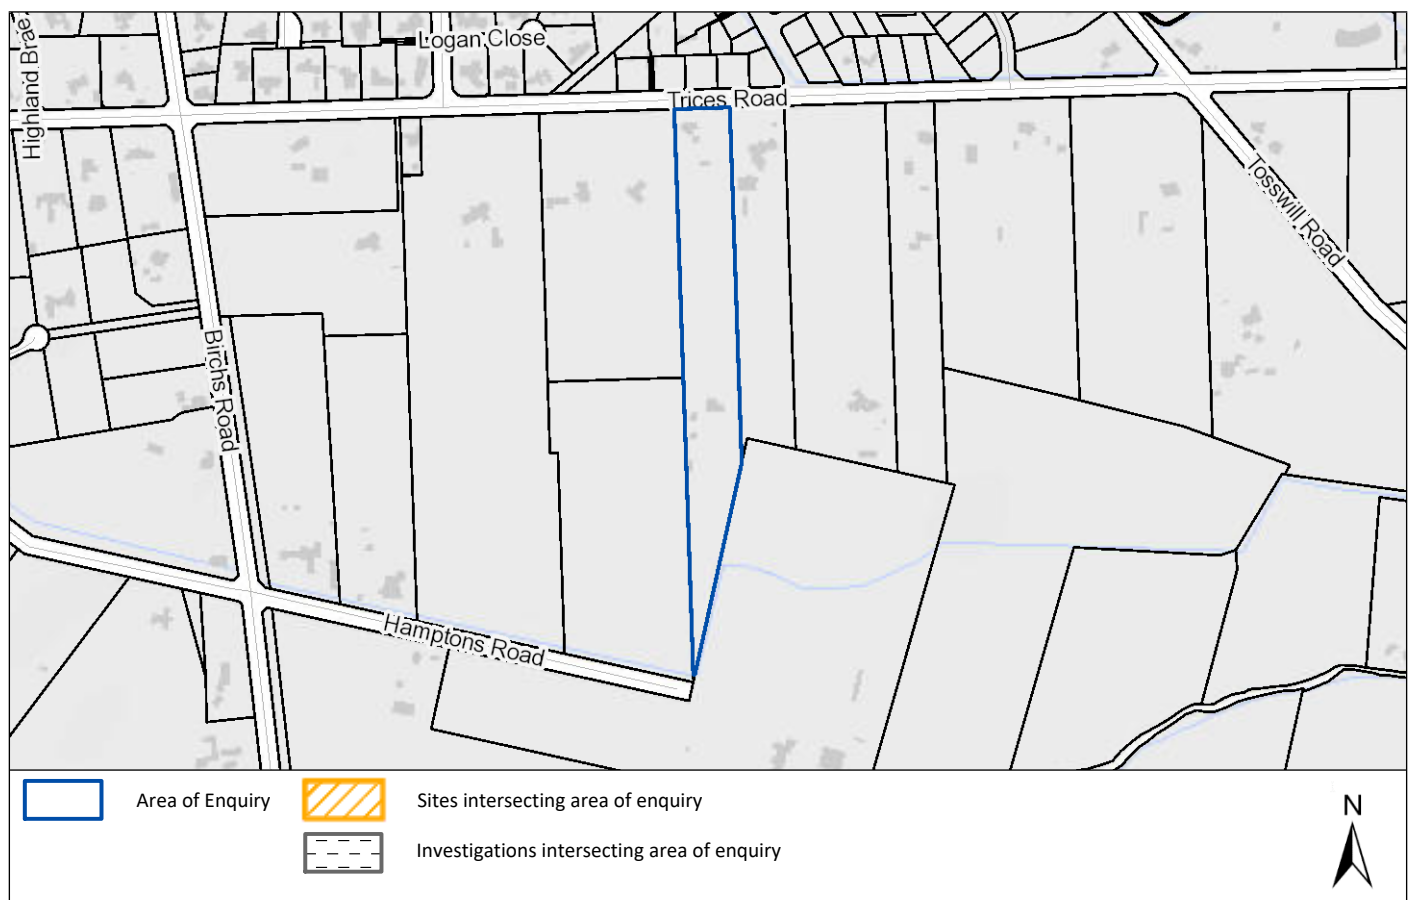 Highland Brae
Logan Close
Trices Road
Tosswill Road
Birchs Road
Hamptons Road
Area of Enquiry
Sites intersecting area of enquiry
Investigations intersecting area of enquiry
N